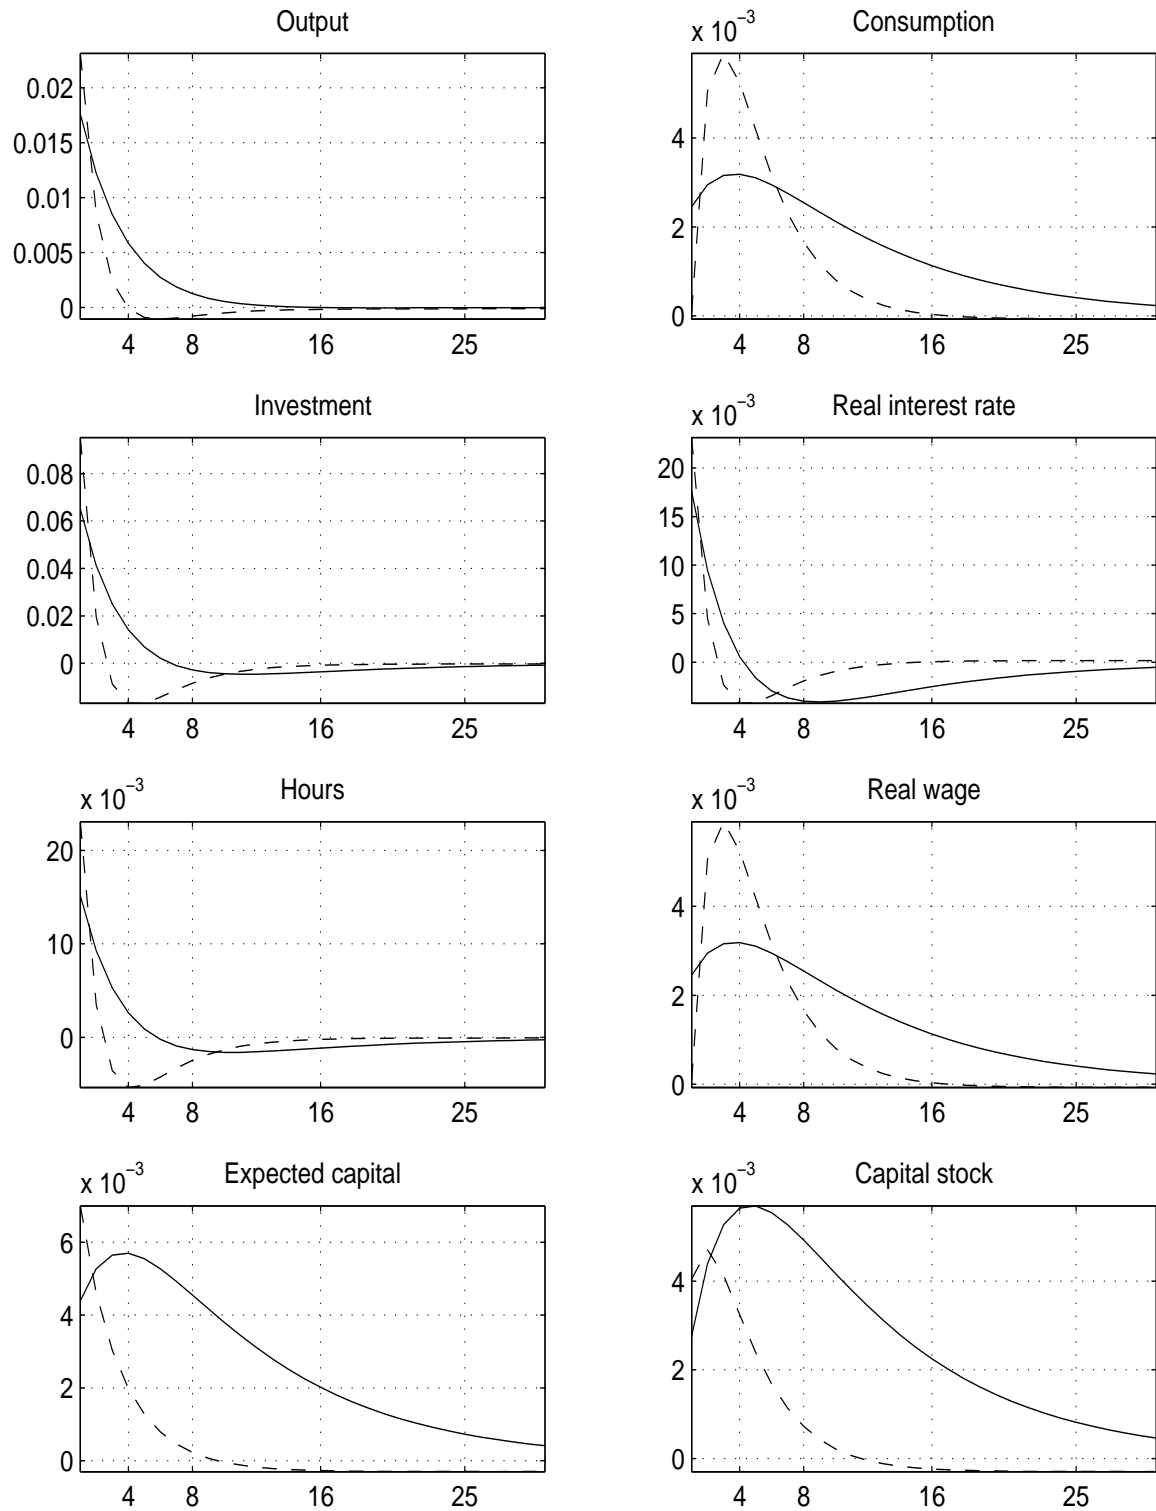 Output
0.02
0.015
0.01
0.005
0
4 8 16 25
Consumption
x 10⁻³
4
2
0
4 8 16 25
Investment
0.08
0.06
0.04
0.02
0
4 8 16 25
Real interest rate
x 10⁻³
20
15
10
5
0
4 8 16 25
Hours
x 10⁻³
20
10
0
4 8 16 25
Real wage
x 10⁻³
4
2
0
4 8 16 25
Expected capital
x 10⁻³
6
4
2
0
4 8 16 25
Capital stock
x 10⁻³
4
2
0
4 8 16 25